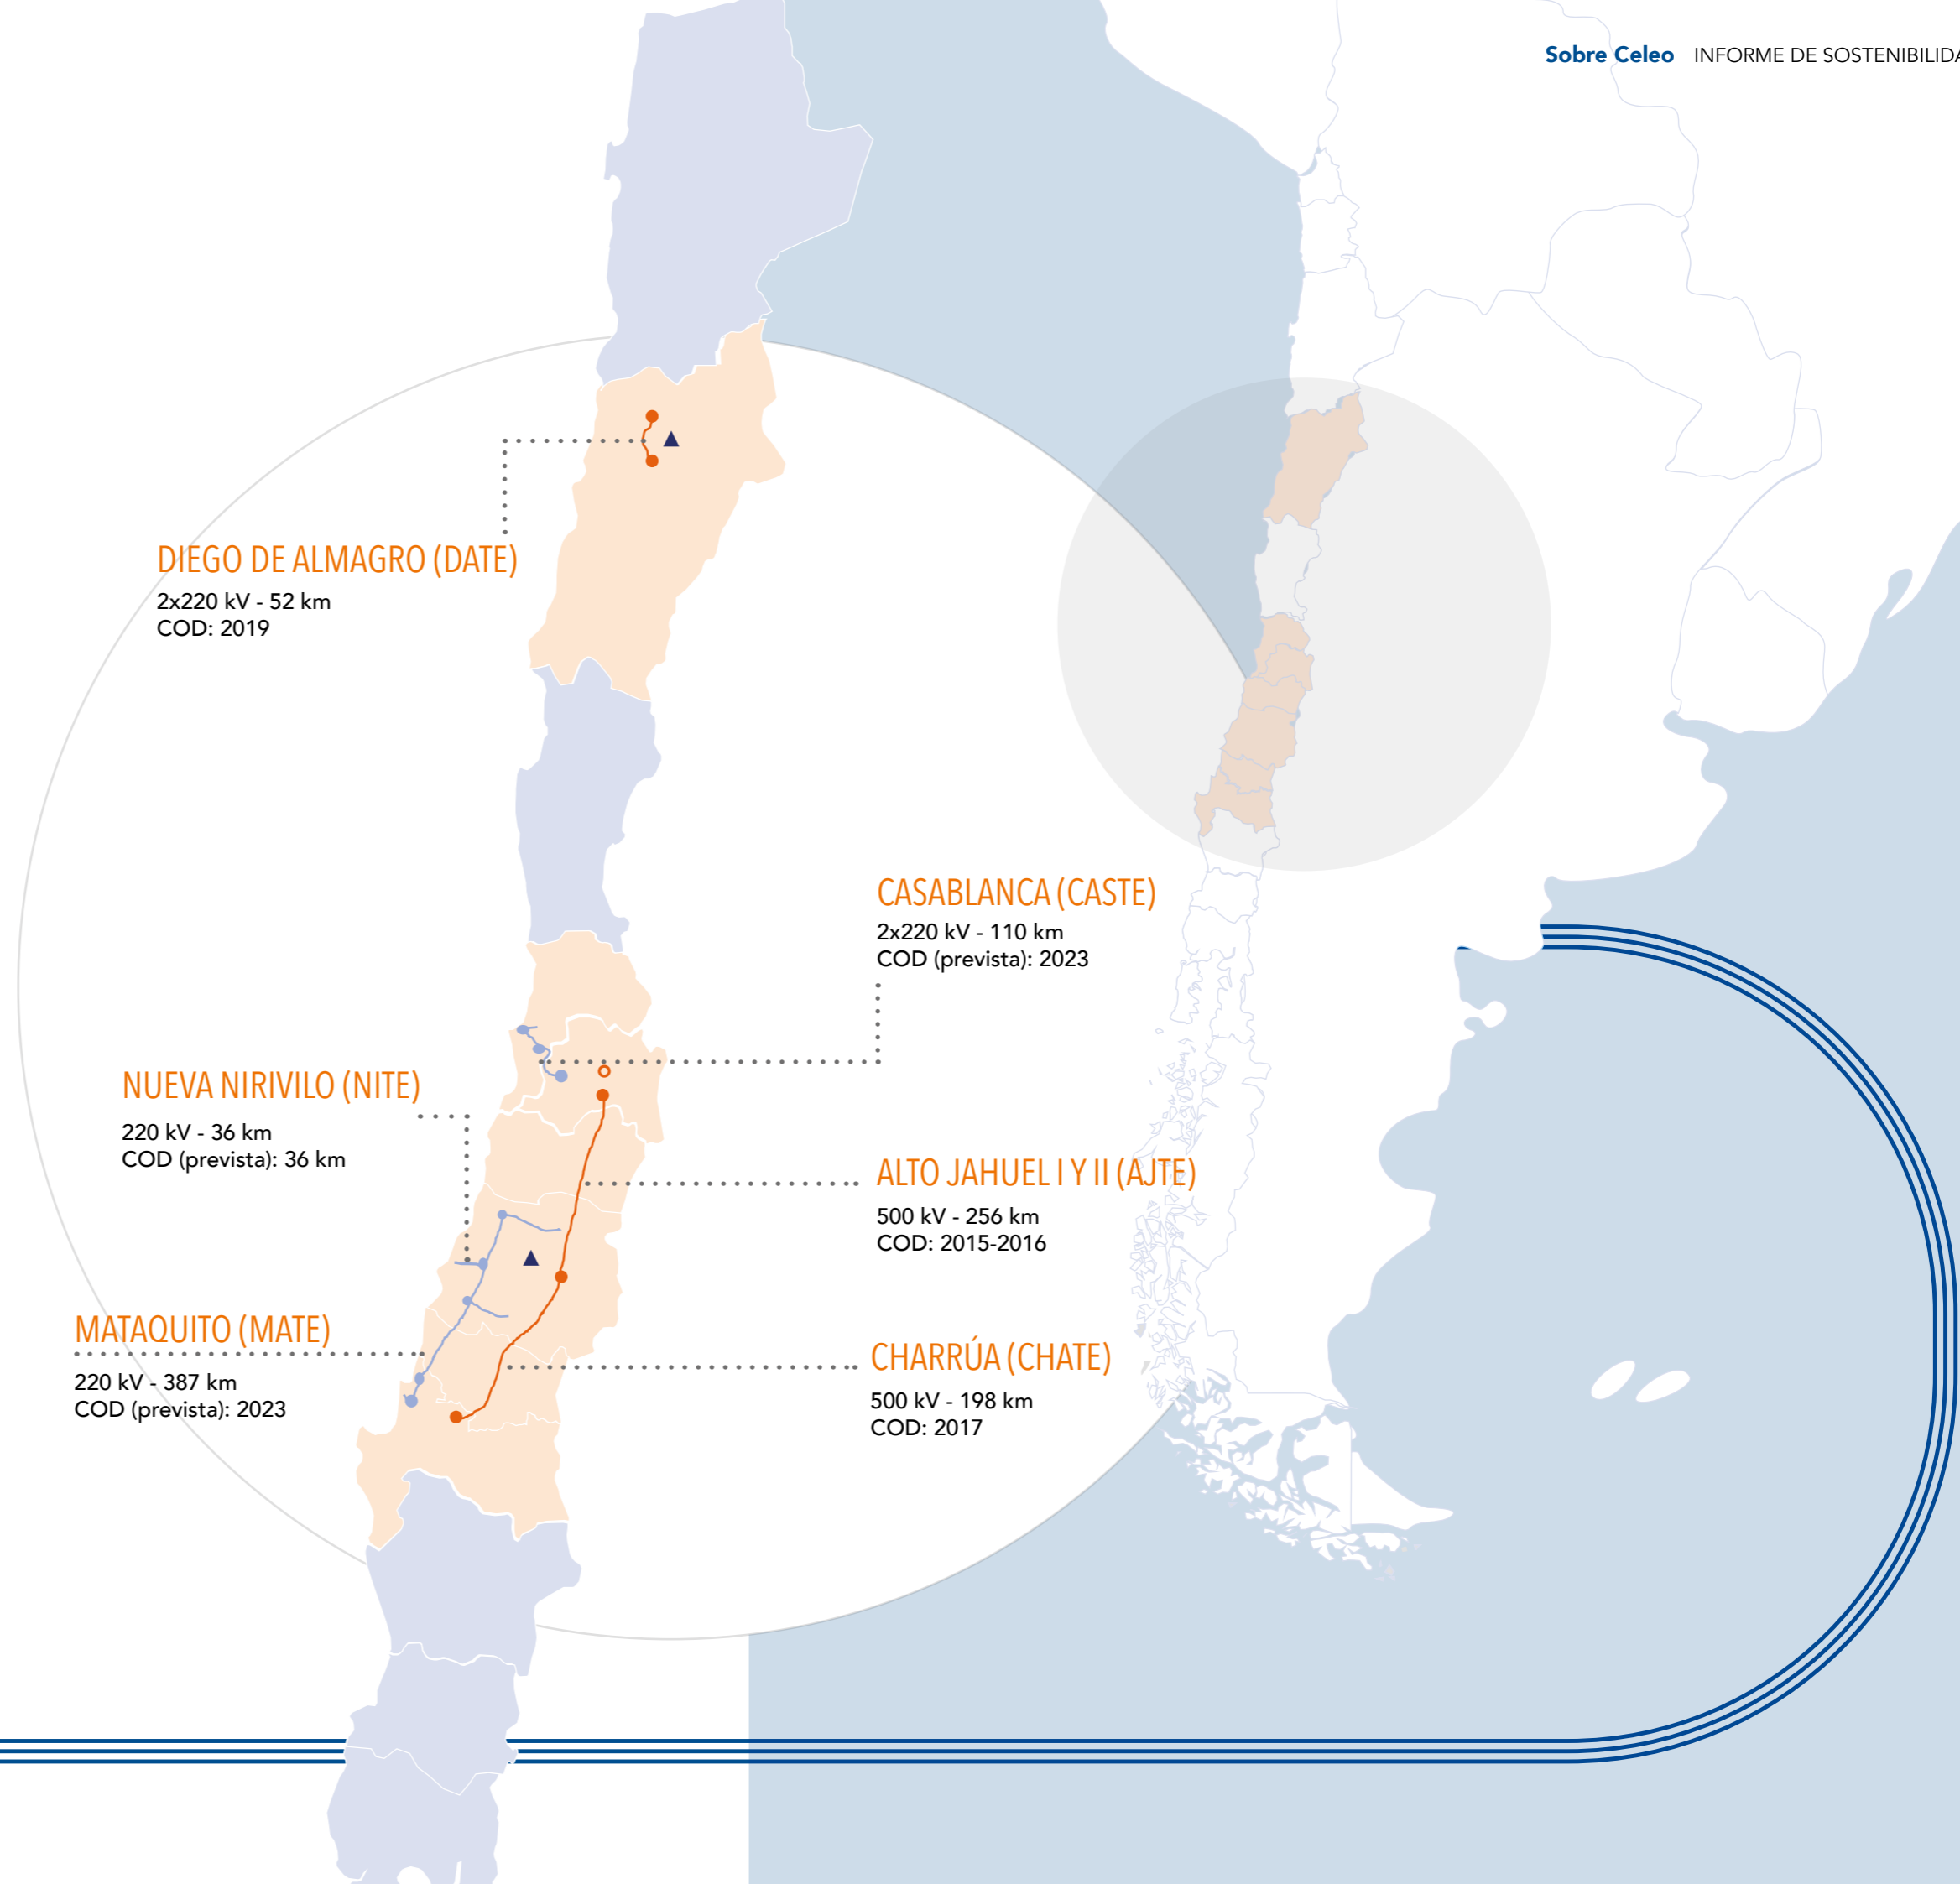 Sobre Celeo INFORME DE SOSTENIBILIDA
DIEGO DE ALMAGRO (DATE)
2x220 kV - 52 km
COD: 2019
CASABLANCA (CASTE)
2x220 kV - 110 km
COD (prevista): 2023
NUEVA NIRIVILO (NITE)
220 kV - 36 km
COD (prevista): 36 km
ALTO JAHUEL I Y II (AJTE)
500 kV - 256 km
COD: 2015-2016
MATAQUITO (MATE)
220 kV - 387 km
COD (prevista): 2023
CHARRÚA (CHATE)
500 kV - 198 km
COD: 2017